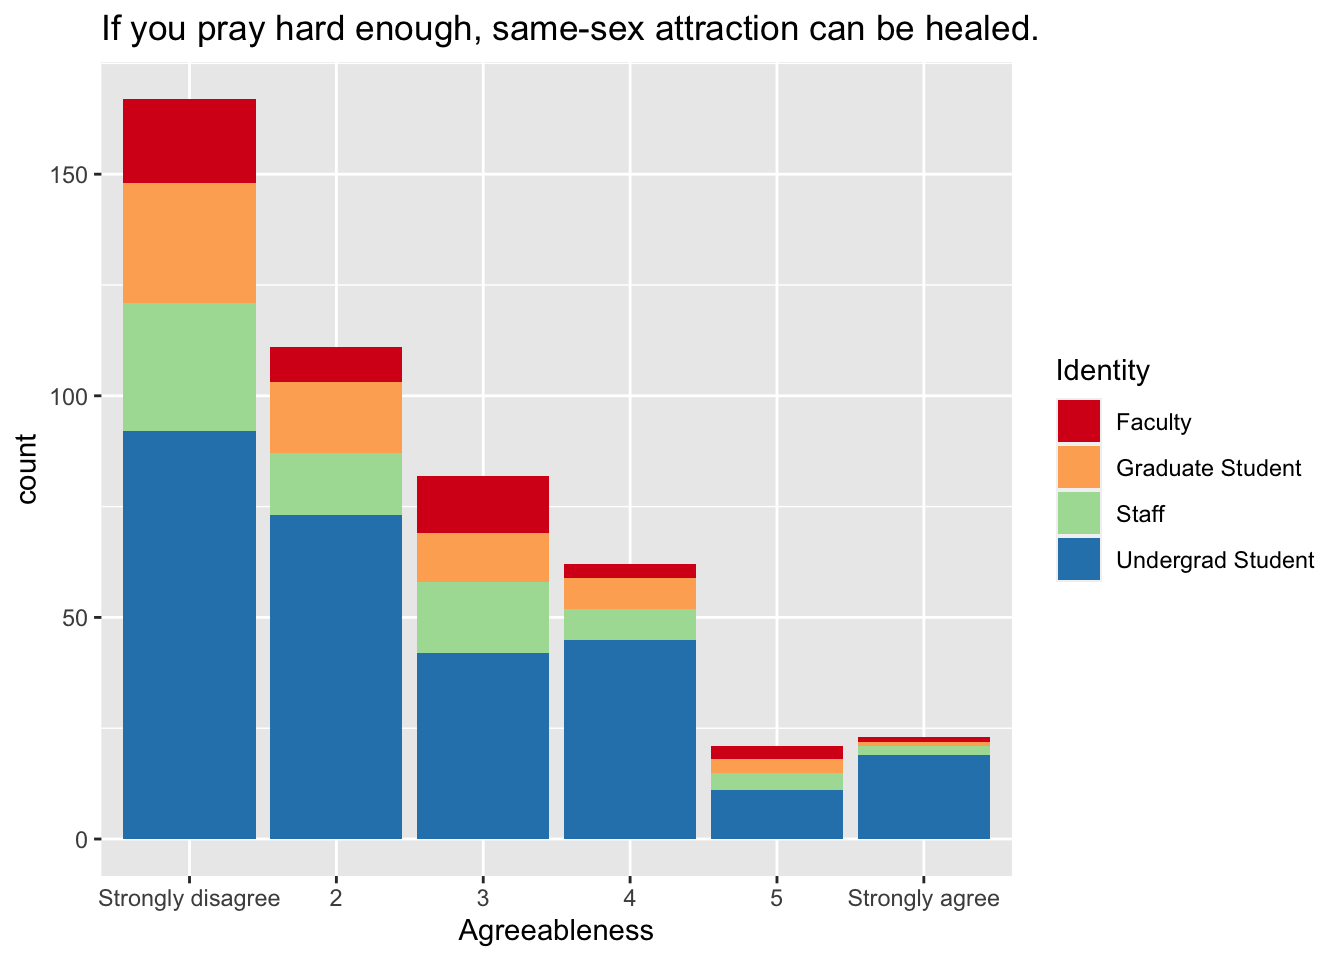 If you pray hard enough, same-sex attraction can be healed.
150
100
50
0
count
Strongly disagree 2 3 4 5 Strongly agree
Agreeableness
Identity
Faculty
Graduate Student
Staff
Undergrad Student